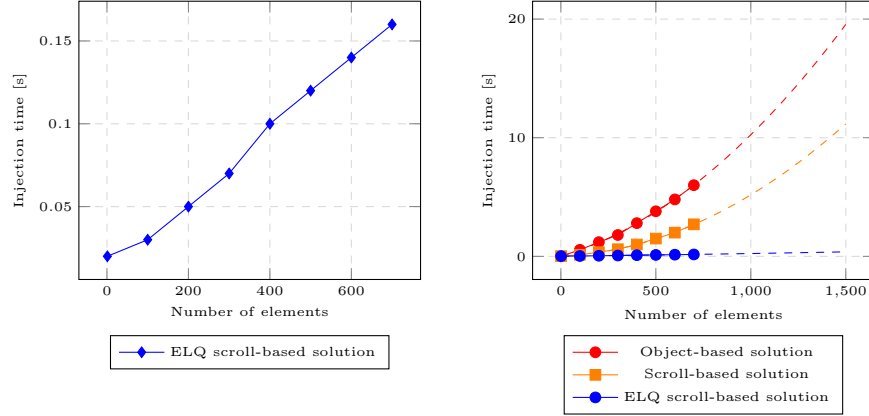 0.15
0.1
0.05
Injection time [s]
0
200
400
600
Number of elements
ELQ scroll-based solution
20
10
0
Injection time [s]
0
500
1,000
1,500
Number of elements
Object-based solution
Scroll-based solution
ELQ scroll-based solution